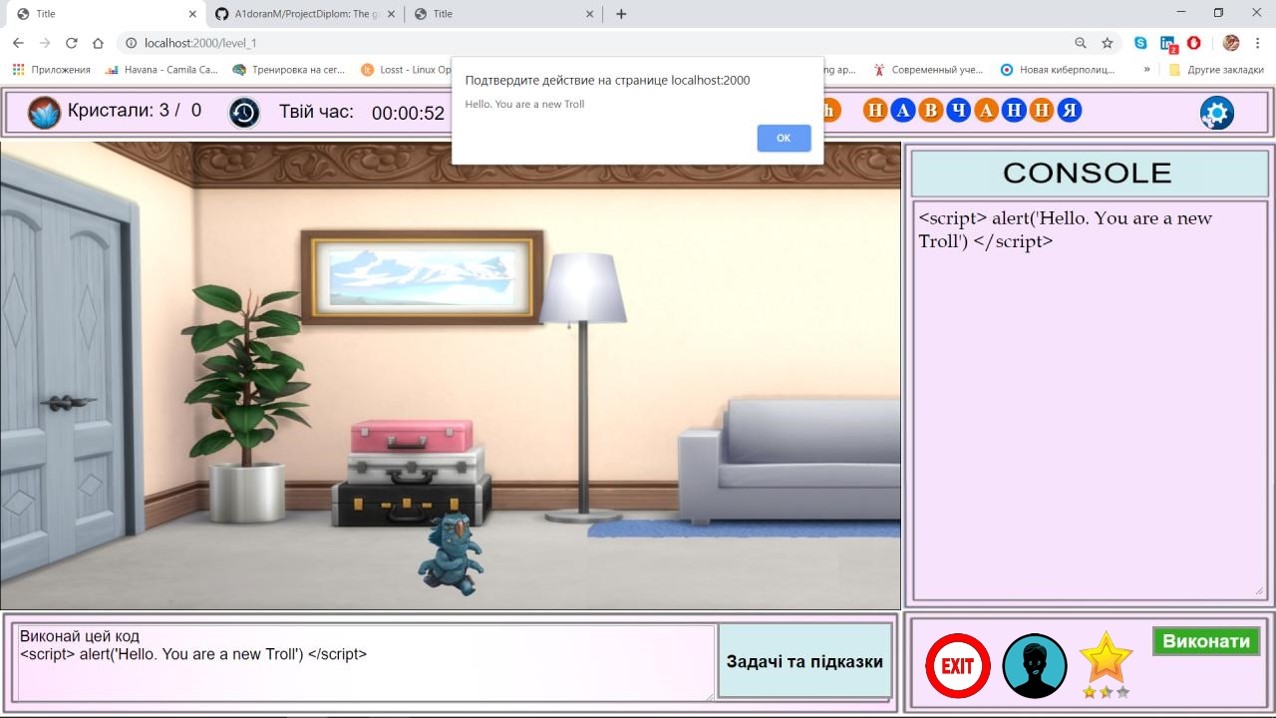 Title
A1doranM/ProjectDiplom: The g
Title
localhost:2000/level_1
Приложения
Havana - Camila Ca...
Тренировка на сег...
Losst - Linux Op
ng ap...
Современный уче...
Новая киберполиц...
»
Другие закладки
Подтвердите действие на странице localhost:2000
Hello. You are a new Troll
ОК
Кристали: 3 / 0
Твій час: 00:00:52
h НАВЧАННЯ
CONSOLE
<script> alert('Hello. You are a new
Troll') </script>
Виконай цей код
<script> alert('Hello. You are a new Troll') </script>
Задачі та підказки
EXIT
Виконати